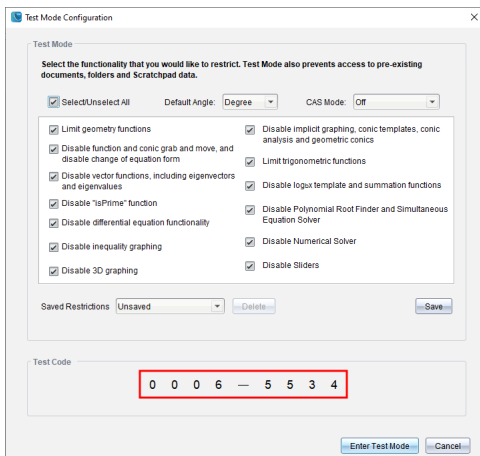 Test Mode Configuration
Test Mode
Select the functionality that you would like to restrict. Test Mode also prevents access to pre-existing
documents, folders and Scratchpad data.
Select/Unselect All Default Angle: Degree CAS Mode: Off
Limit geometry functions
Disable function and conic grab and move, and
disable change of equation form
Disable vector functions, including eigenvectors
and eigenvalues
Disable "isPrime" function
Disable differential equation functionality
Disable inequality graphing
Disable 3D graphing
Disable implicit graphing, conic templates, conic
analysis and geometric conics
Limit trigonometric functions
Disable logbx template and summation functions
Disable Polynomial Root Finder and Simultaneous
Equation Solver
Disable Numerical Solver
Disable Sliders
Saved Restrictions Unsaved Delete Save
Test Code
0 0 0 6 — 5 5 3 4
Enter Test Mode Cancel